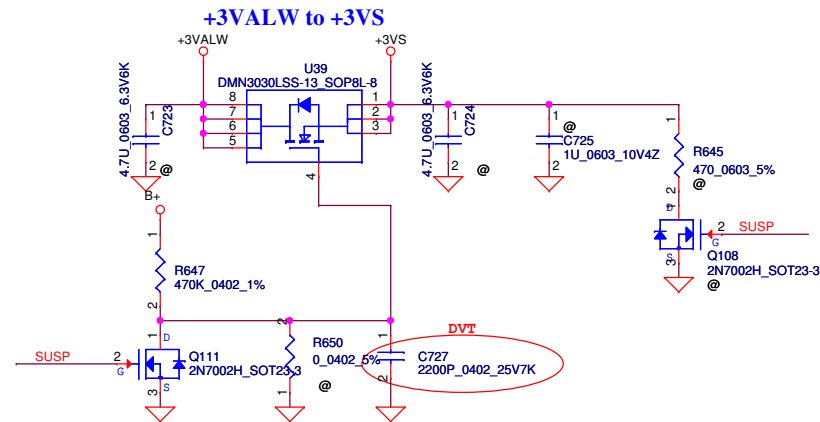 +3VALW to +3VS
+3VALW
+3VS
U39
DMN3030LSS-13_SOP8L-8
8
7
6
5
1
2
3
4
4.7U_0603_6.3V6K
C723
1
2
@
4.7U_0603_6.3V6K
C724
1
2
@
@
C725
1U_0603_10V4Z
1
2
1
R645
470_0603_5%
2
@
D
1
SUSP
2
G
S
3
Q108
2N7002H_SOT23-3
@
B+
1
R647
470K_0402_1%
2
SUSP
2
G
1
D
Q111
2N7002H_SOT23-3
S
3
2
R650
0_0402_5%
@
1
DVT
1
C727
2200P_0402_25V7K
2